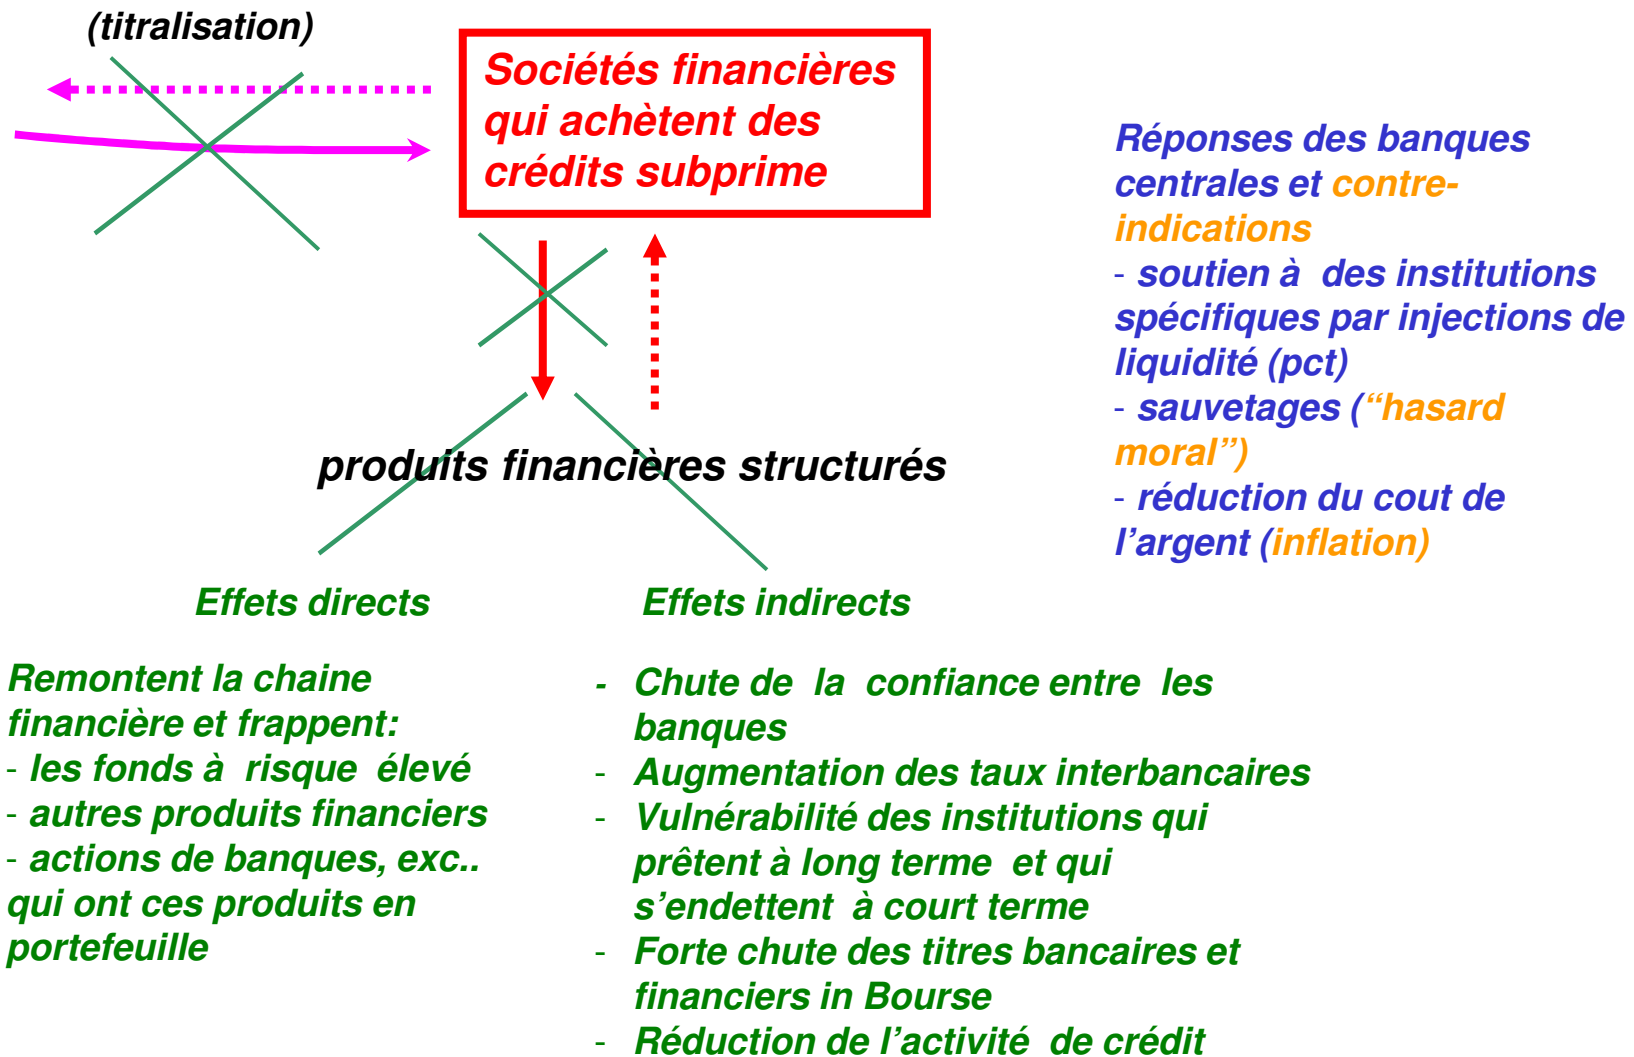 (titralisation)
Sociétés financières
qui achètent des
crédits subprime
produits financières structurés
Réponses des banques
centrales et contre-
indications
- soutien à des institutions
spécifiques par injections de
liquidité (pct)
- sauvetages (“hasard
moral”)
- réduction du cout de
l’argent (inflation)
Effets directs
Remontent la chaine
financière et frappent:
- les fonds à risque élevé
- autres produits financiers
- actions de banques, exc..
qui ont ces produits en
portefeuille
Effets indirects
- Chute de la confiance entre les
banques
- Augmentation des taux interbancaires
- Vulnérabilité des institutions qui
prêtent à long terme et qui
s’endettent à court terme
- Forte chute des titres bancaires et
financiers in Bourse
- Réduction de l’activité de crédit